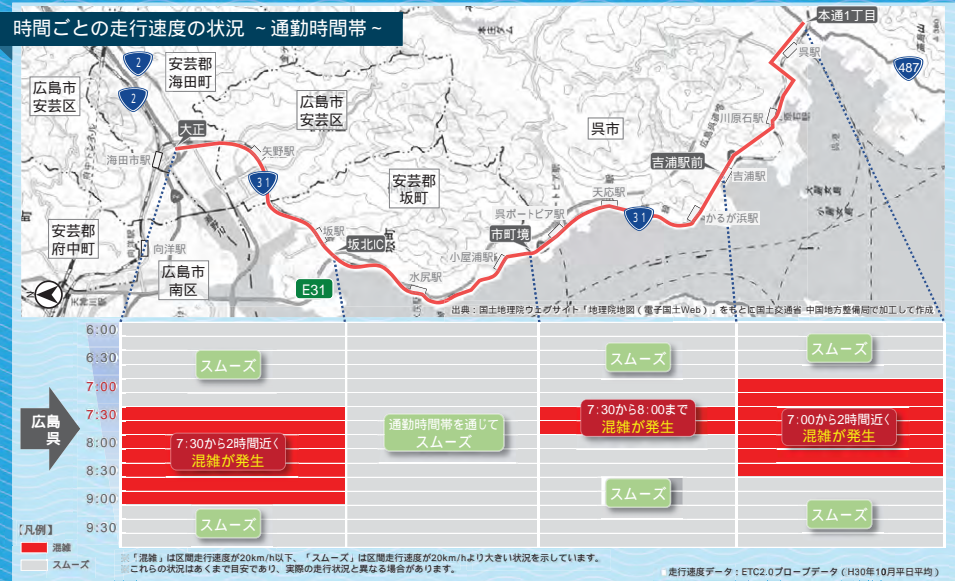 時間ごとの走行速度の状況 ~通勤時間帯~
本通1丁目
呉駅
487
2
2
安芸郡
海田町
広島市
安芸区
広島市
安芸区
大正
海田市駅
矢野駅
31
呉市
川原石駅
吉浦駅前
吉浦駅
安芸郡
坂町
呉ポートピア駅
天応駅
31
かるが浜駅
安芸郡
府中町
向洋駅
広島市
南区
坂駅
坂北IC
市町境
小屋浦駅
水尻駅
E31
出典:国土地理院ウェブサイト「地理院地図(電子国土Web)」をもとに国土交通省 中国地方整備局で加工して作成
6:00
6:30
7:00
7:30
8:00
8:30
9:00
9:30
広島
呉
スムーズ
7:30から2時間近く
混雑が発生
スムーズ
通勤時間帯を通じて
スムーズ
スムーズ
7:30から8:00まで
混雑が発生
スムーズ
スムーズ
7:00から2時間近く
混雑が発生
スムーズ
【凡例】
混雑
スムーズ
※「混雑」は区間走行速度が20km/h以下、「スムーズ」は区間走行速度が20km/hより大きい状況を示しています。
※これらの状況はあくまで目安であり、実際の走行状況と異なる場合があります。
■走行速度データ:ETC2.0プローブデータ(H30年10月平日平均)